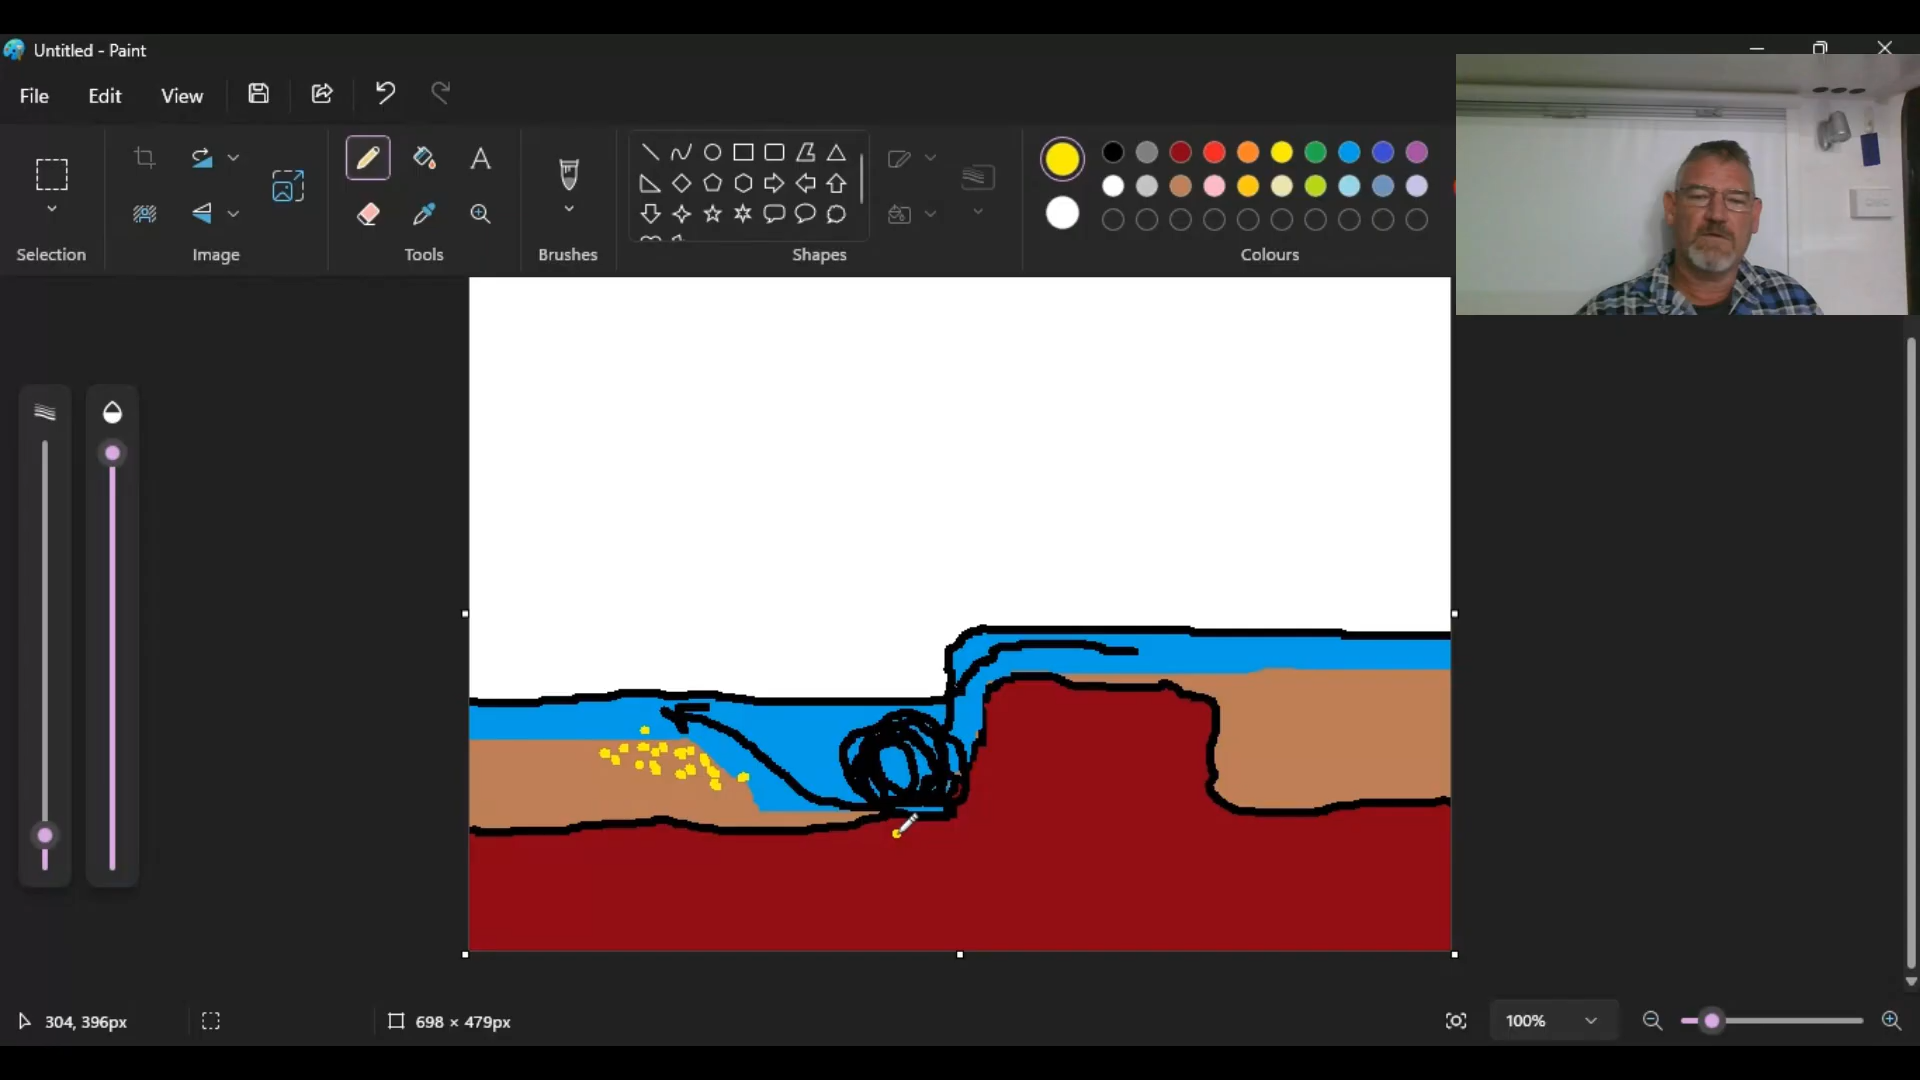 Untitled - Paint
File Edit View
Selection Image Tools Brushes Shapes Colours
304, 396px 698 × 479px 100%